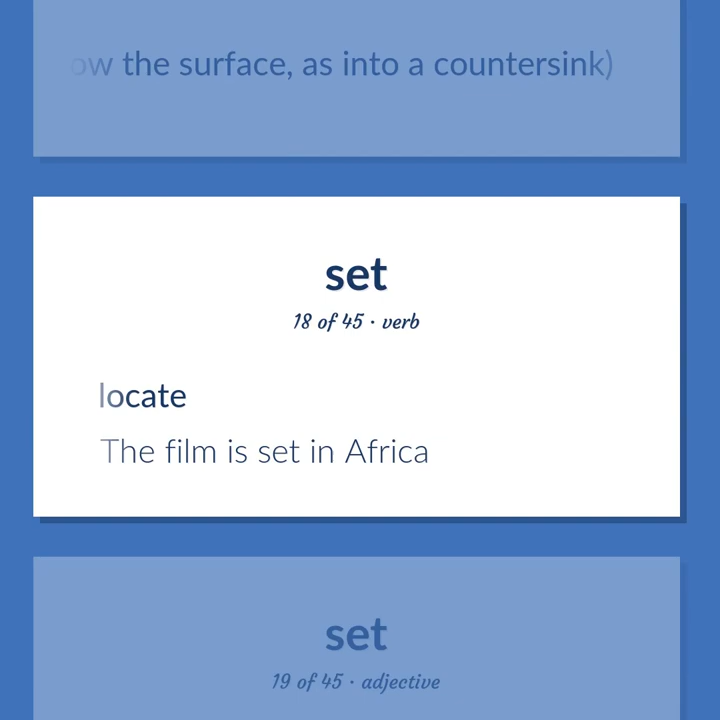 ow the surface, as into a countersink)
set
18 of 45 · verb
locate
The film is set in Africa
set
19 of 45 · adjective